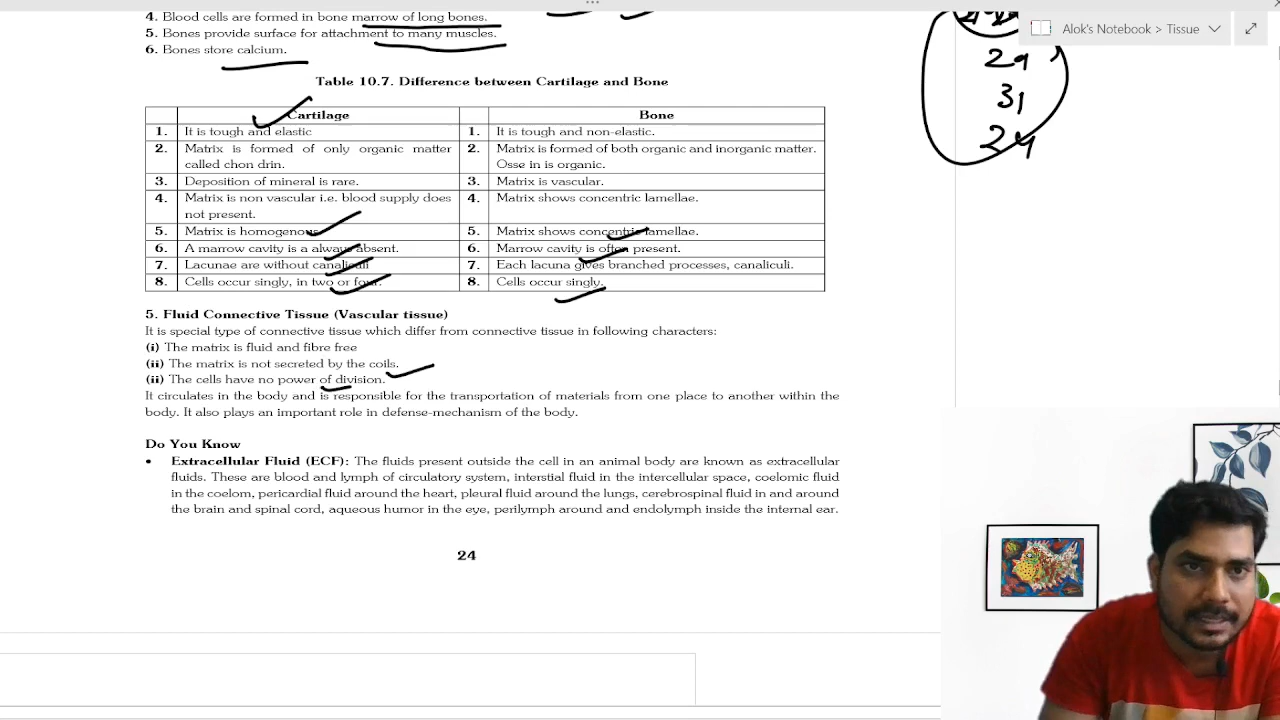 4. Blood cells are formed in bone marrow of long bones.
5. Bones provide surface for attachment to many muscles.
6. Bones store calcium.
Alok's Notebook > Tissue
29
31
24
Table 10.7. Difference between Cartilage and Bone
Cartilage Bone
1. It is tough and elastic 1. It is tough and non-elastic.
2. Matrix is formed of only organic matter 2. Matrix is formed of both organic and inorganic matter.
called chon drin. Osse in is organic.
3. Deposition of mineral is rare. 3. Matrix is vascular.
4. Matrix is non vascular i.e. blood supply does 4. Matrix shows concentric lamellae.
not present.
5. Matrix is homogenous 5. Matrix shows concentric lamellae.
6. A marrow cavity is a always absent. 6. Marrow cavity is often present.
7. Lacunae are without canaliculi 7. Each lacuna gives branched processes, canaliculi.
8. Cells occur singly, in two or four. 8. Cells occur singly.
5. Fluid Connective Tissue (Vascular tissue)
It is special type of connective tissue which differ from connective tissue in following characters:
(i) The matrix is fluid and fibre free
(ii) The matrix is not secreted by the coils.
(ii) The cells have no power of division.
It circulates in the body and is responsible for the transportation of materials from one place to another within the
body. It also plays an important role in defense-mechanism of the body.
Do You Know
• Extracellular Fluid (ECF): The fluids present outside the cell in an animal body are known as extracellular
fluids. These are blood and lymph of circulatory system, interstial fluid in the intercellular space, coelomic fluid
in the coelom, pericardial fluid around the heart, pleural fluid around the lungs, cerebrospinal fluid in and around
the brain and spinal cord, aqueous humor in the eye, perilymph around and endolymph inside the internal ear.
24